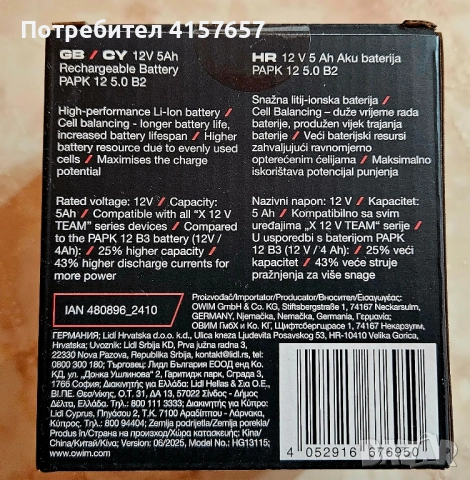 Потребител 4157657
GB / CY 12V 5Ah
Rechargeable Battery
PAPK 12 5.0 B2
High-performance Li-Ion battery /
Cell balancing - longer battery life,
increased battery lifespan / Higher
battery resource due to evenly used
cells / Maximises the charge
potential
Rated voltage: 12V / Capacity:
5Ah / Compatible with all "X 12 V
TEAM" series devices / Compared
to the PAPK 12 B3 battery (12V /
4Ah): / 25% higher capacity /
43% higher discharge currents for
more power
HR 12 V 5 Ah Aku baterija
PAPK 12 5.0 B2
Snažna litij-ionska baterija /
Cell Balancing – duže vrijeme rada
baterije, produžen vijek trajanja
baterije / Veći baterijski resursi
zahvaljujući ravnomjerno
opterećenim ćelijama / Maksimalno
iskorištava potencijal punjenja
Nazivni napon: 12 V / Kapacitet:
5 Ah / Kompatibilno sa svim
uređajima „X 12 V TEAM“ serije /
U usporedbi s baterijom PAPK
12 B3 (12 V / 4 Ah): / 25% veći
kapacitet / 43% veće struje
pražnjenja za više snage
IAN 480896_2410
Proizvođač/Importator/Producator/Вносител/Εισαγωγέας:
OWIM GmbH & Co. KG, Stiftsbergstraße 1, 74167 Neckarsulm,
GERMANY, Njemačka, Nemačka, Germania, Германия,
ОВИМ ГмбХ и Ко. КГ, Щифтсбергщрасе 1, 74167 Некарзулм,
ГЕРМАНИЯ; Lidl Hrvatska d.o.o. k.d., Ulica kneza Ljudevita Posavskog 53, HR-10410 Velika Gorica,
Hrvatska; Uvoznik: Lidl Srbija KD, Prva južna radna 3,
22330 Nova Pazova, Republika Srbija, kontakt@lidl.rs,
Tel.: 0800 300 180; Търговец: Лидл България ЕООД енд Ко.
КД, ул. „Донка Ушлинова“ 2, Гаритидж парк, Сграда 3,
1766 София; Διακινητής για Ελλάδα: Lidl Hellas & Σια Ο.Ε.,
ΒΙ.ΠΕ. Θεσ/νίκης, Ο.Τ. 31, ΔΑ 13, 57022 Σίνδος - Δήμος
Δέλτα, Ελλάδα. Τηλ.: 800 111 3333; Διακινητής για Κύπρο:
Lidl Cyprus, Πηγάσου 2, Τ.Κ. 7100 Αραδίππου - Λάρνακα,
Κύπρος. Τηλ.: 800 94404; Zemlja podrijetla/Zemlja porekla/
Produs în/Страна на произход/Χώρα κατασκευής: Kina/
China/Китай/Κίνα; Version: 06/2025, Model No.: HG13115;
www.owim.com
4 052916 676950